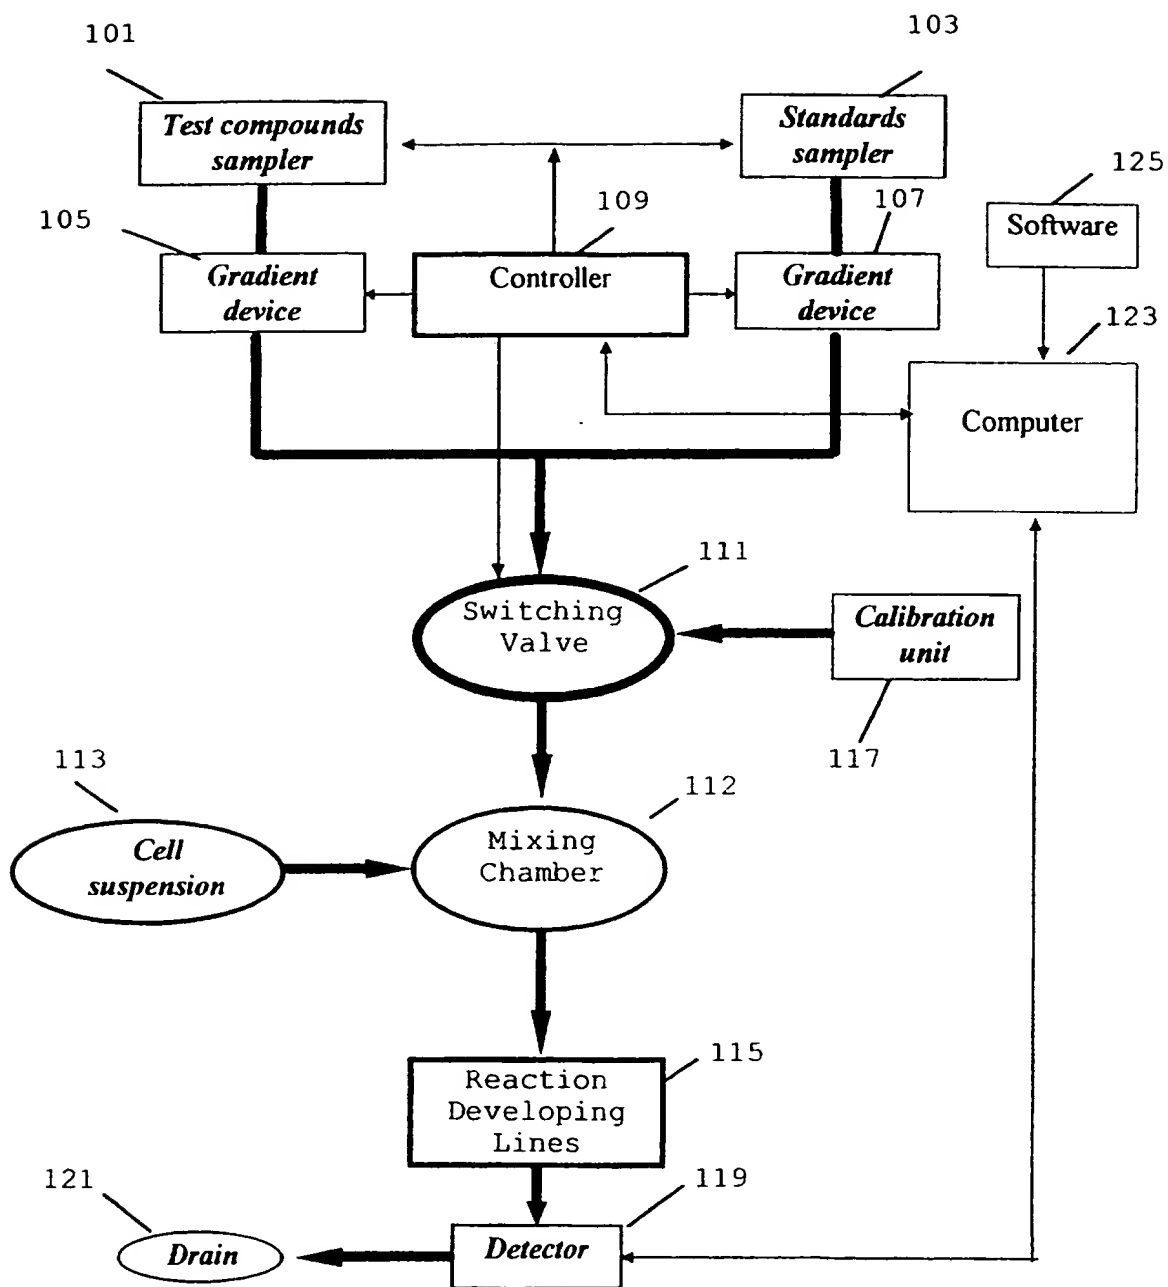 101
103
Test compounds
sampler
Standards
sampler
125
105
109
107
Software
Gradient
device
Controller
Gradient
device
123
Computer
111
Switching
Valve
Calibration
unit
117
113
112
Cell
suspension
Mixing
Chamber
115
Reaction
Developing
Lines
121
119
Drain
Detector